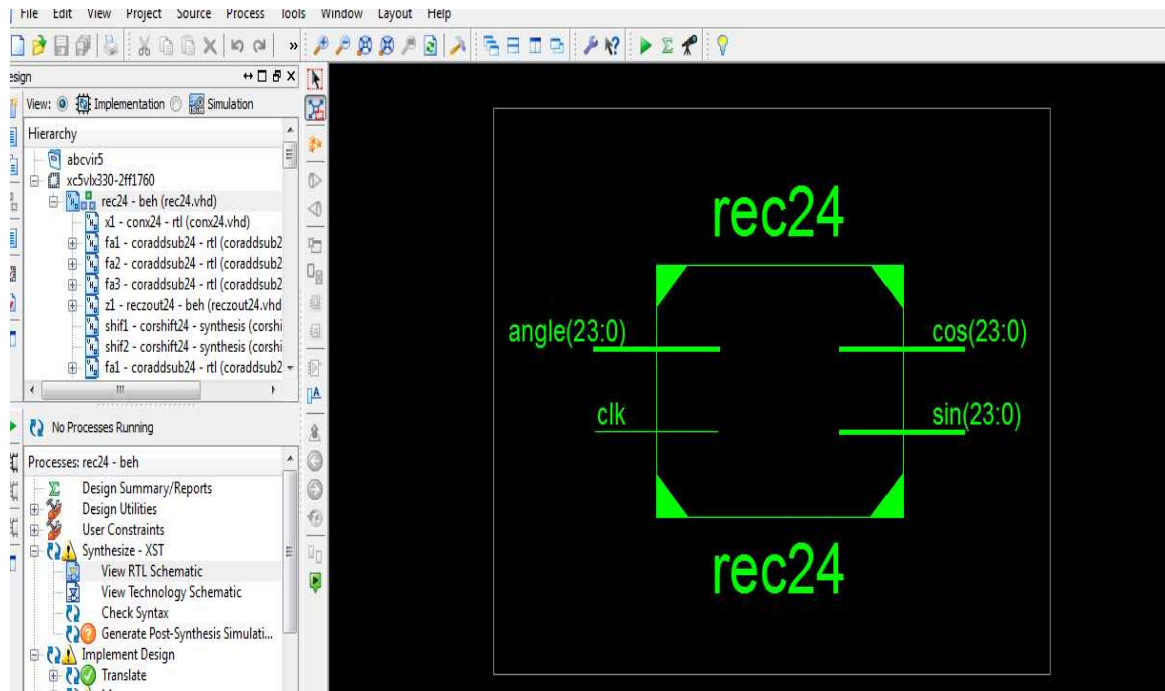 File Edit View Project Source Process Tools Window Layout Help
»
View: Implementation Simulation
Hierarchy
abcvir5
xc5vlx330-2ff1760
rec24 - beh (rec24.vhd)
x1 - conx24 - rtl (conx24.vhd)
fa1 - coraddsub24 - rtl (coraddsub2
fa2 - coraddsub24 - rtl (coraddsub2
fa3 - coraddsub24 - rtl (coraddsub2
z1 - reczout24 - beh (reczout24.vhd
shif1 - corshift24 - synthesis (corshi
shif2 - corshift24 - synthesis (corshi
fa1 - coraddsub24 - rtl (coraddsub2
No Processes Running
Processes: rec24 - beh
Design Summary/Reports
Design Utilities
User Constraints
Synthesize - XST
View RTL Schematic
View Technology Schematic
Check Syntax
Generate Post-Synthesis Simulati...
Implement Design
Translate
rec24
angle(23:0)
cos(23:0)
clk
sin(23:0)
rec24